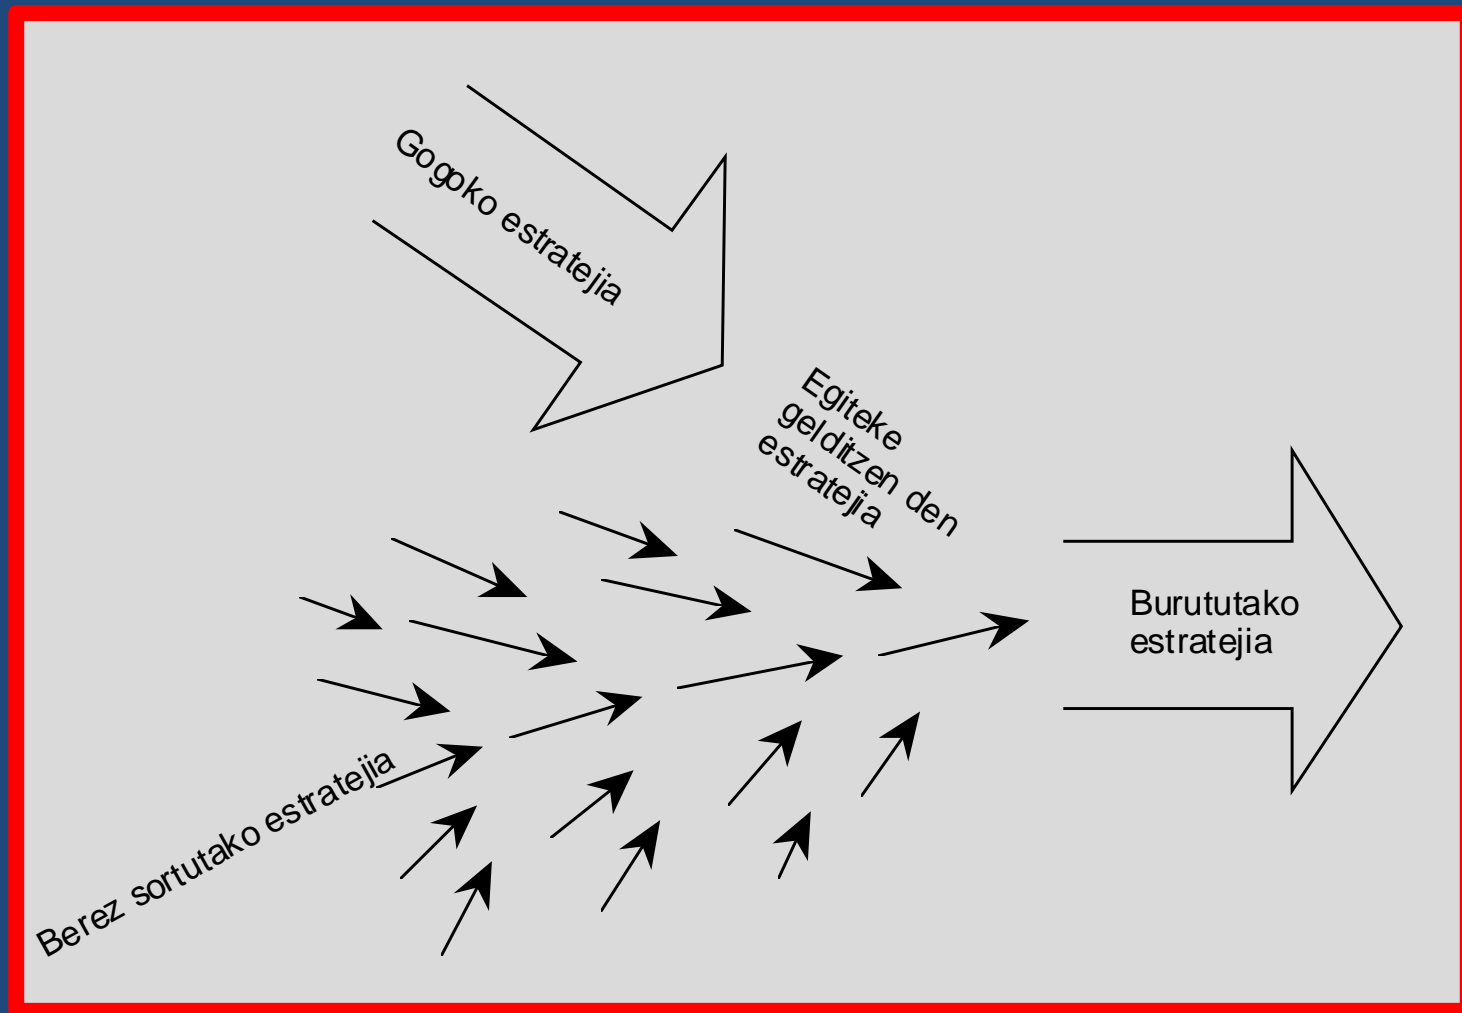 Gogoko estratejia
Egiteke
gelditzen den
estratejia
Burututako
estratejia
Berez sortutako estratejia